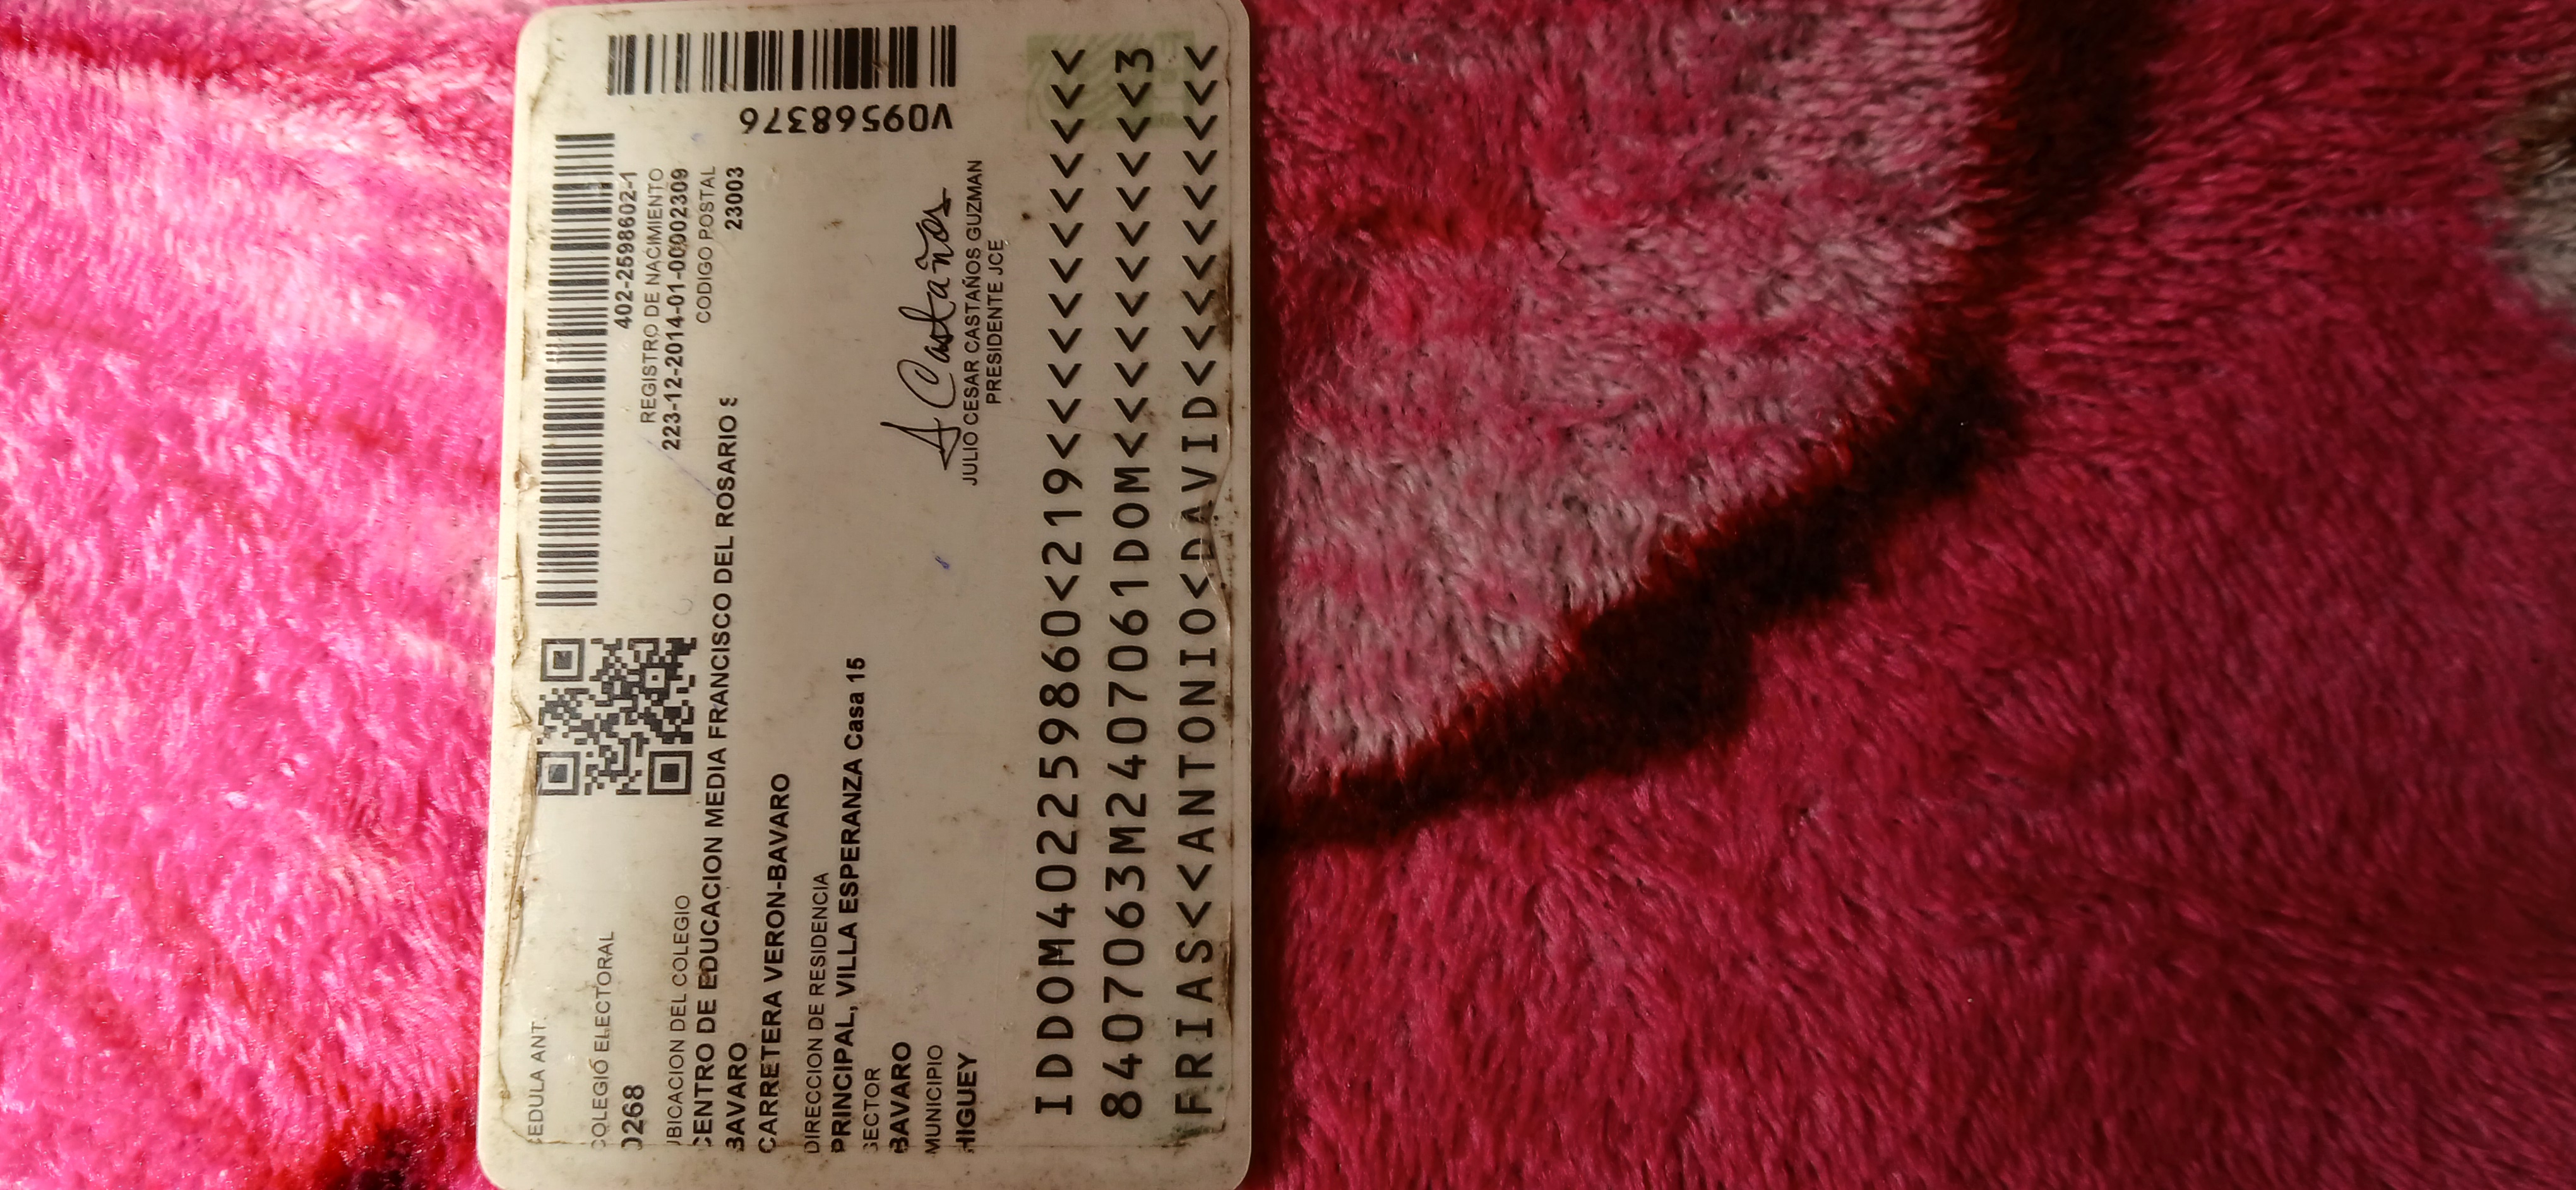 CEDULA ANT.
402-2598602-1
COLEGIO ELECTORAL
0268
REGISTRO DE NACIMIENTO
223-12-2014-01-00002309
UBICACION DEL COLEGIO
CODIGO POSTAL
CENTRO DE EDUCACION MEDIA FRANCISCO DEL ROSARIO S
23003
BAVARO
CARRETERA VERON-BAVARO
V09568376
DIRECCION DE RESIDENCIA
PRINCIPAL, VILLA ESPERANZA Casa 15
SECTOR
BAVARO
MUNICIPIO
HIGUEY
A Castaños
JULIO CESAR CASTAÑOS GUZMAN
PRESIDENTE JCE
IDDOM402259860<219<<<<<<<<<<<<
8407063M2407061DOM<<<<<<<<<<<3
FRIAS<<ANTONIO<DAVID<<<<<<<<<<